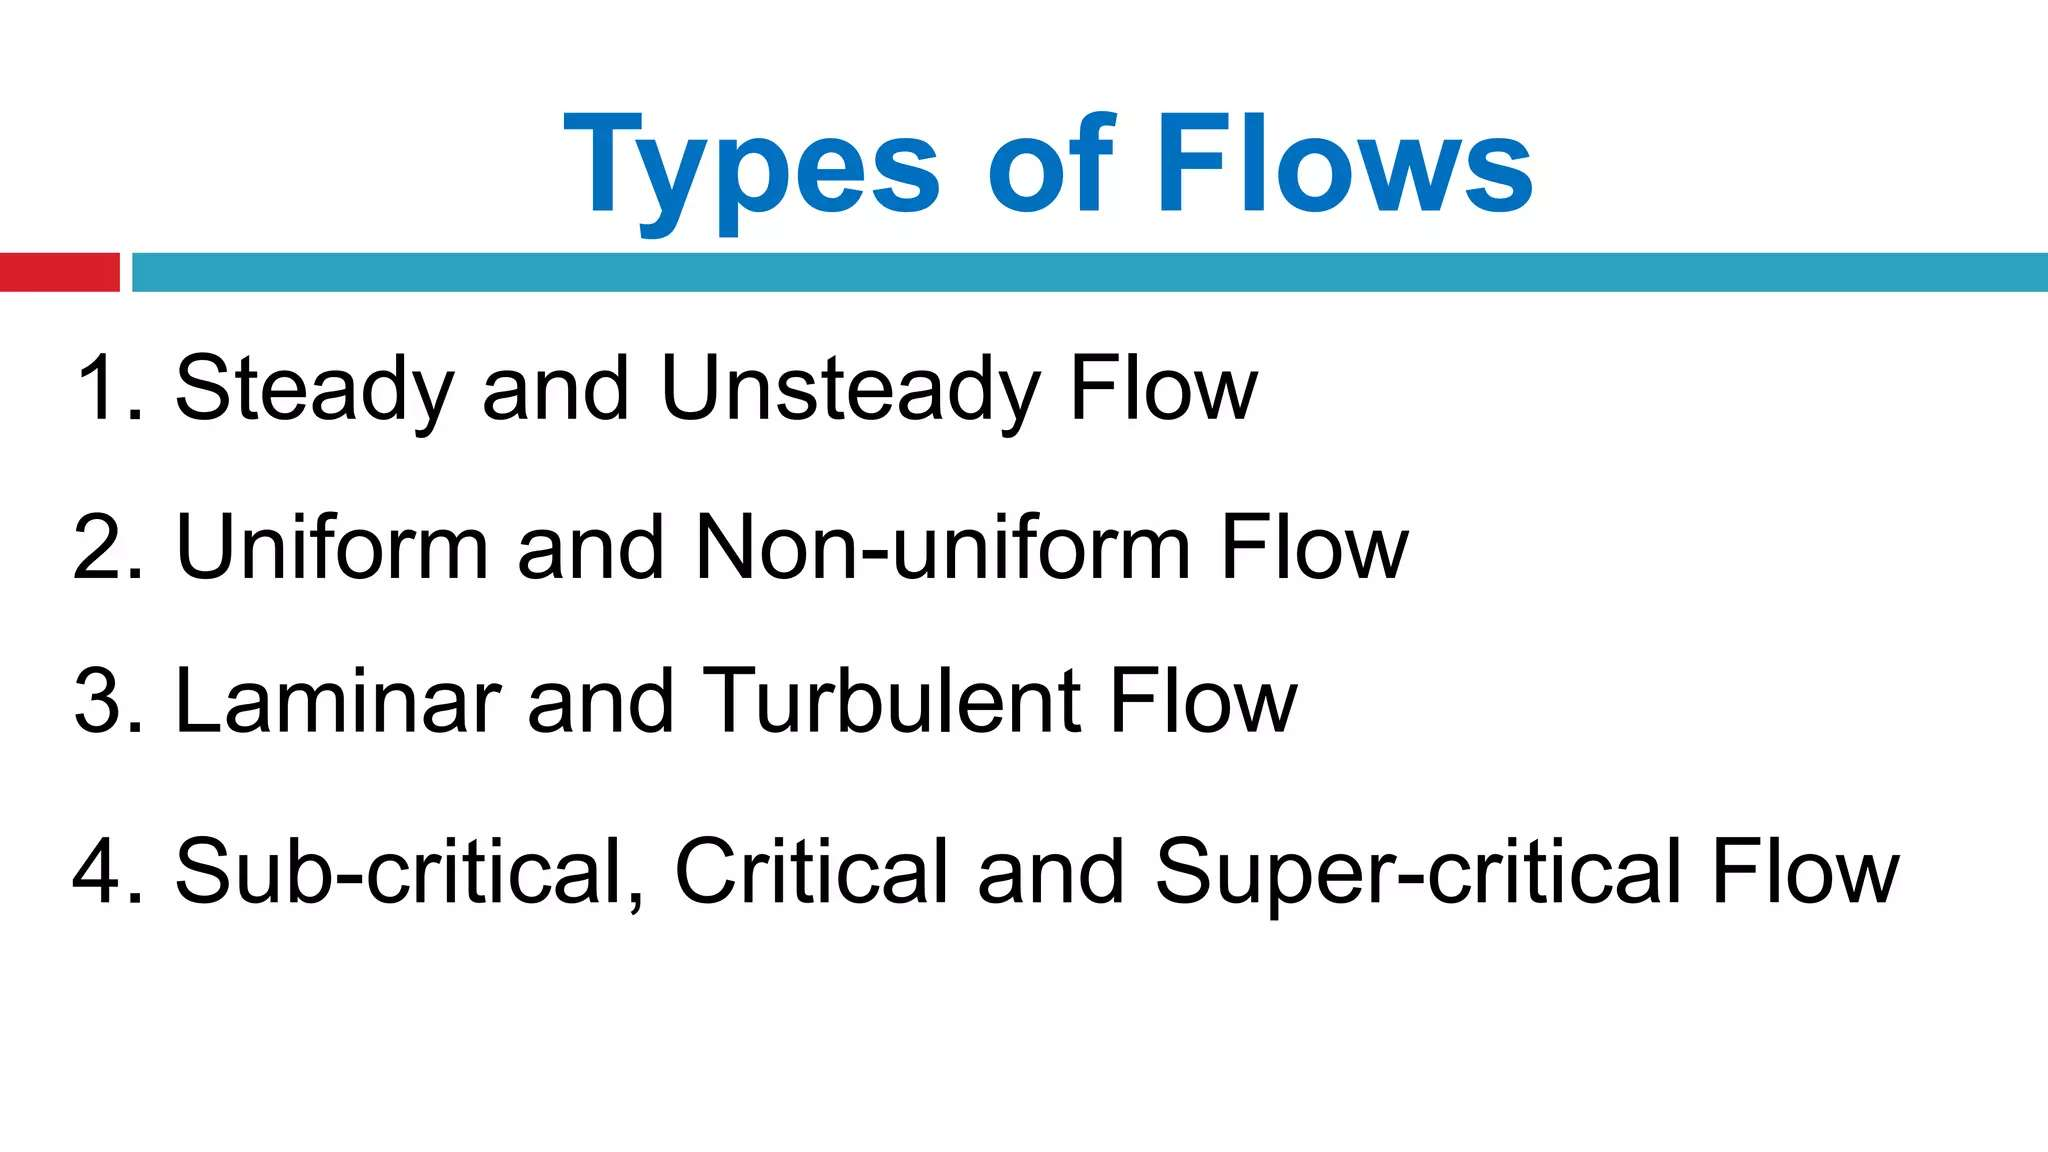 Types of Flows
1. Steady and Unsteady Flow
2. Uniform and Non-uniform Flow
3. Laminar and Turbulent Flow
4. Sub-critical, Critical and Super-critical Flow